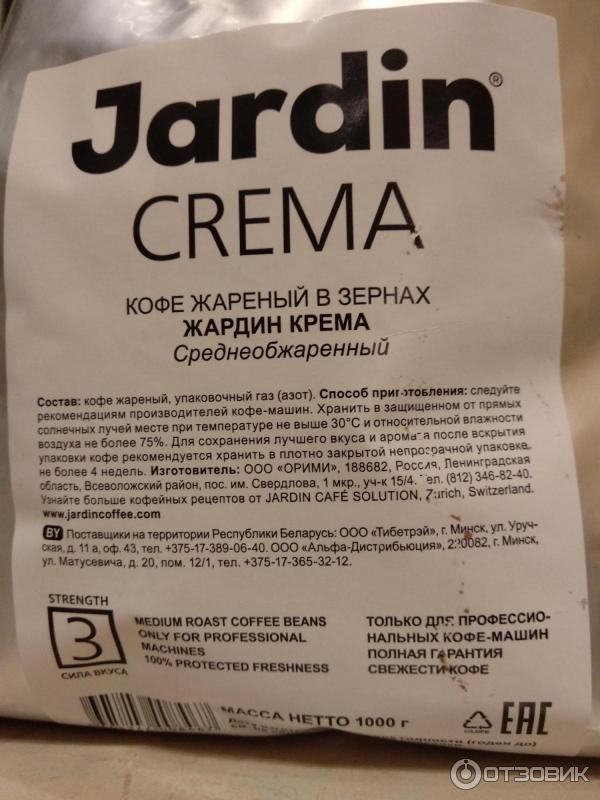 Jardin®
CREMA
КОФЕ ЖАРЕНЫЙ В ЗЕРНАХ
ЖАРДИН КРЕМА
Среднеобжаренный
Состав: кофе жареный, упаковочный газ (азот). Способ приготовления: следуйте
рекомендациям производителей кофе-машин. Хранить в защищенном от прямых
солнечных лучей месте при температуре не выше 30°С и относительной влажности
воздуха не более 75%. Для сохранения лучшего вкуса и аромата после вскрытия
упаковки кофе рекомендуется хранить в плотно закрытой непрозрачной упаковке
не более 4 недель. Изготовитель: ООО «ОРИМИ», 188682, Россия, Ленинградская
область, Всеволожский район, пос. им. Свердлова, 1 мкр., уч-к 15/4. Тел. (812) 346-82-40.
Узнайте больше кофейных рецептов от JARDIN CAFÉ SOLUTION, Zurich, Switzerland.
www.jardincoffee.com
BY Поставщики на территории Республики Беларусь: ООО «Тибетрэй», г. Минск, ул. Уруч-
ская, д. 11 а, оф. 43, тел. +375-17-389-06-40. ООО «Альфа-Дистрибьюция», 220082, г. Минск,
ул. Матусевича, д. 20, пом. 12/1, тел. +375-17-365-32-12.
STRENGTH
3
СИЛА ВКУСА
MEDIUM ROAST COFFEE BEANS
ONLY FOR PROFESSIONAL
MACHINES
100% PROTECTED FRESHNESS
ТОЛЬКО ДЛЯ ПРОФЕССИО-
НАЛЬНЫХ КОФЕ-МАШИН
ПОЛНАЯ ГАРАНТИЯ
СВЕЖЕСТИ КОФЕ
МАССА НЕТТО 1000 г
C/LDPE
EAC
годности (годен до)
ОТЗОВИК